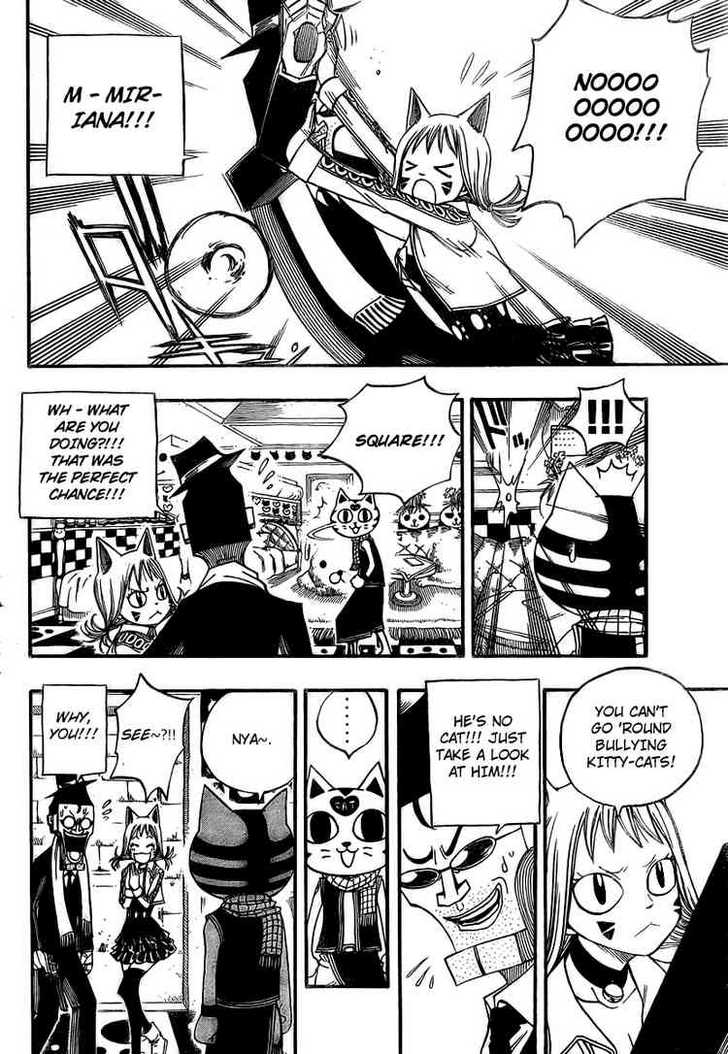 NOOOO
OOOOO
OOOO!!!
M - MIR-
IANA!!!
!!!
SQUARE!!!
WH - WHAT
ARE YOU
DOING?!!!
THAT WAS
THE PERFECT
CHANCE!!!
YOU CAN'T
GO 'ROUND
BULLYING
KITTY-CATS!
HE'S NO
CAT!!! JUST
TAKE A LOOK
AT HIM!!!
......
NYA~.
SEE~?!!
WHY,
YOU!!!